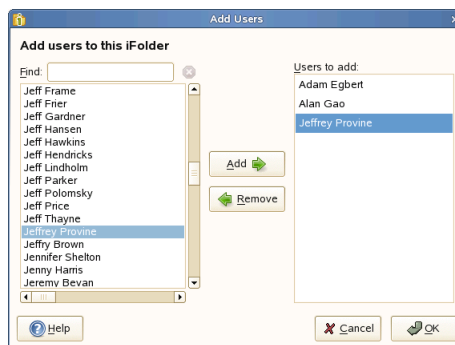 Add Users
Add users to this iFolder
Find:
Users to add:
Jeff Frame
Jeff Frier
Jeff Gardner
Jeff Hansen
Jeff Hawkins
Jeff Hendricks
Jeff Lindholm
Jeff Parker
Jeff Polomsky
Jeff Price
Jeff Thayne
Jeffrey Provine
Jeffry Brown
Jennifer Shelton
Jenny Harris
Jeremy Bevan
Add
Remove
Adam Egbert
Alan Gao
Jeffrey Provine
Help
Cancel
OK